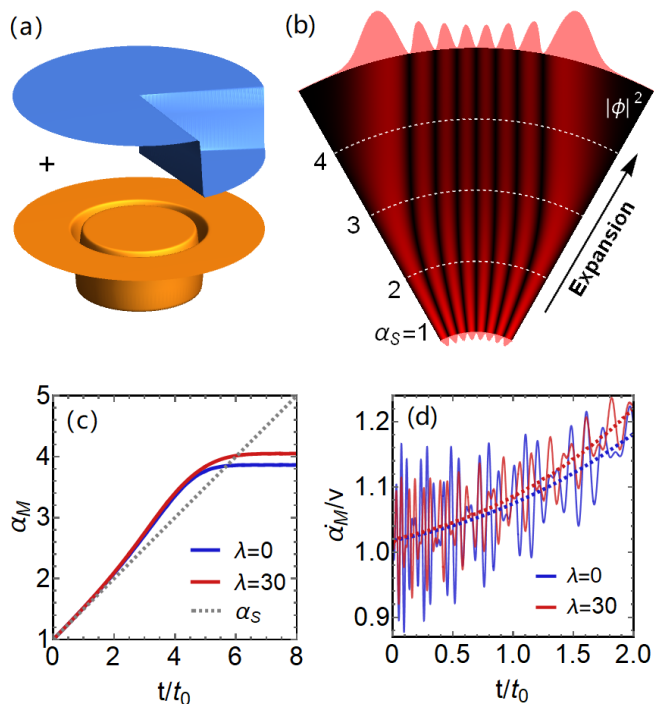 (a)
+
(b)
|ϕ|²
4
3
2
α_S=1
Expansion
(c)
5
4
3
2
1
α_M
0
2
4
6
8
t/t₀
λ=0
λ=30
α_S
(d)
1.2
1.1
1.0
0.9
α̇_M/v
0
0.5
1.0
1.5
2.0
t/t₀
λ=0
λ=30